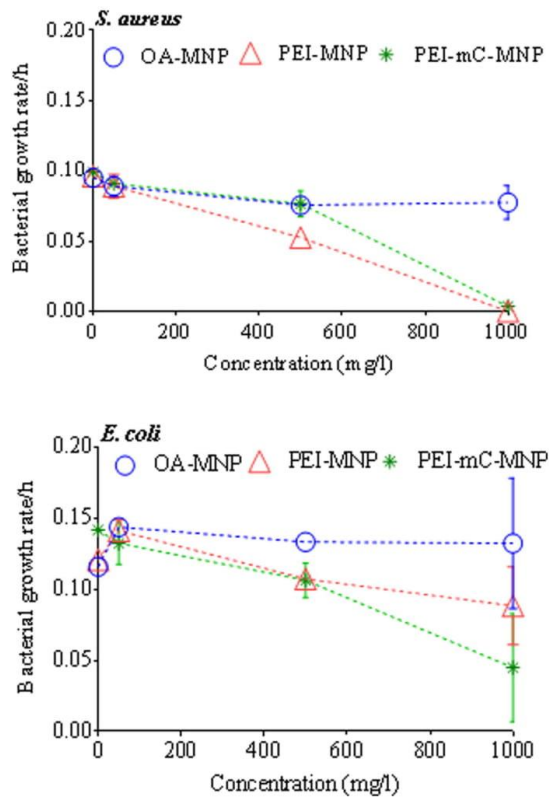 S. aureus
0.20
OA-MNP PEI-MNP PEI-mC-MNP
0.15
0.10
0.05
0.00
Bacterial growth rate/h
0 200 400 600 800 1000
Concentration (mg/l)
E. coli
0.20
OA-MNP PEI-MNP PEI-mC-MNP
0.15
0.10
0.05
0.00
Bacterial growth rate/h
0 200 400 600 800 1000
Concentration (mg/l)